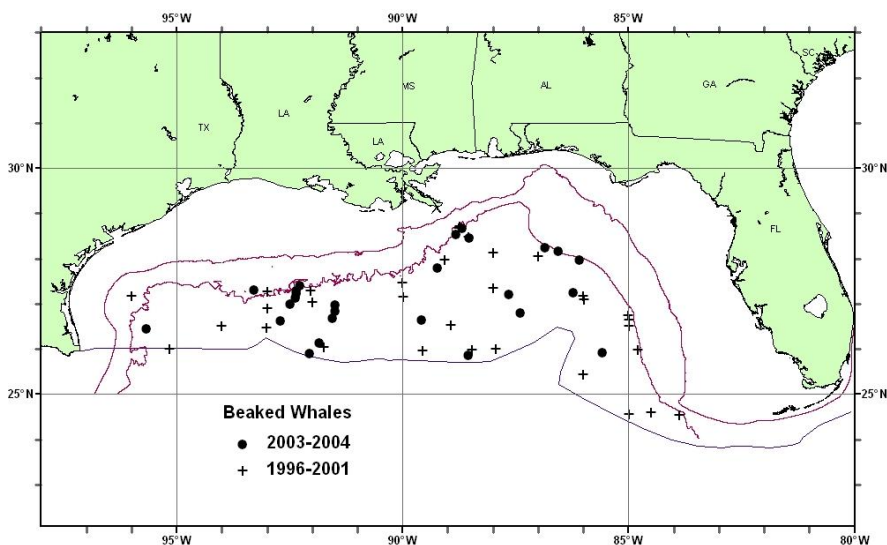 95°W 90°W 85°W
SC
MS AL GA
LA
TX
LA
30°N 30°N
FL
25°N 25°N
Beaked Whales
2003-2004
1996-2001
95°W 90°W 85°W 80°W